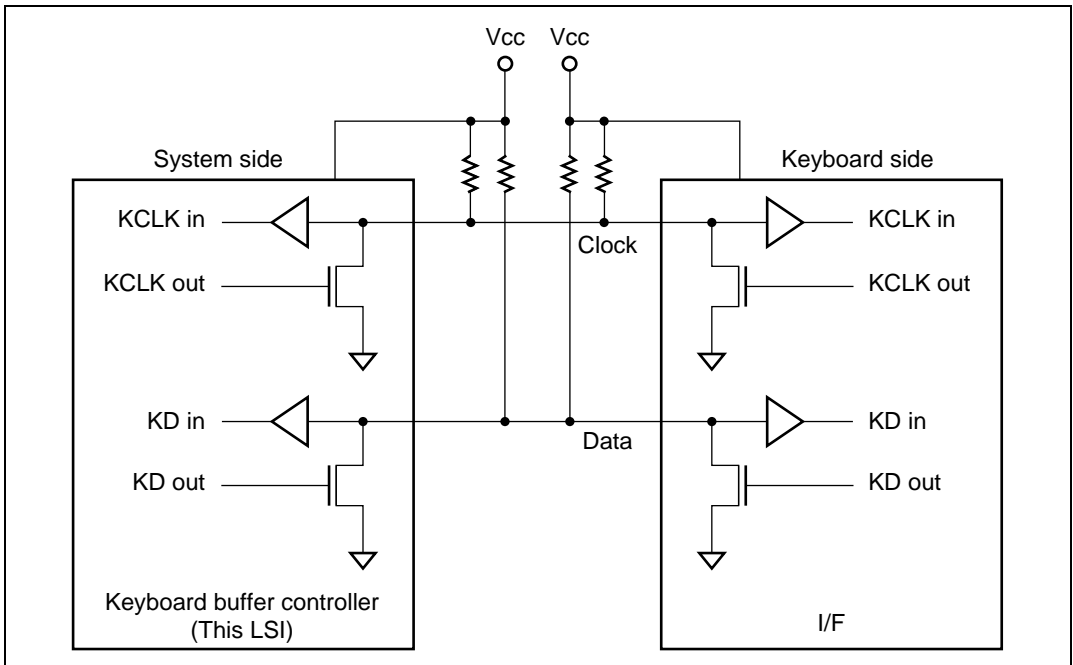 Vcc Vcc
System side
Keyboard side
KCLK in
KCLK in
Clock
KCLK out
KCLK out
KD in
KD in
Data
KD out
KD out
Keyboard buffer controller
(This LSI)
I/F